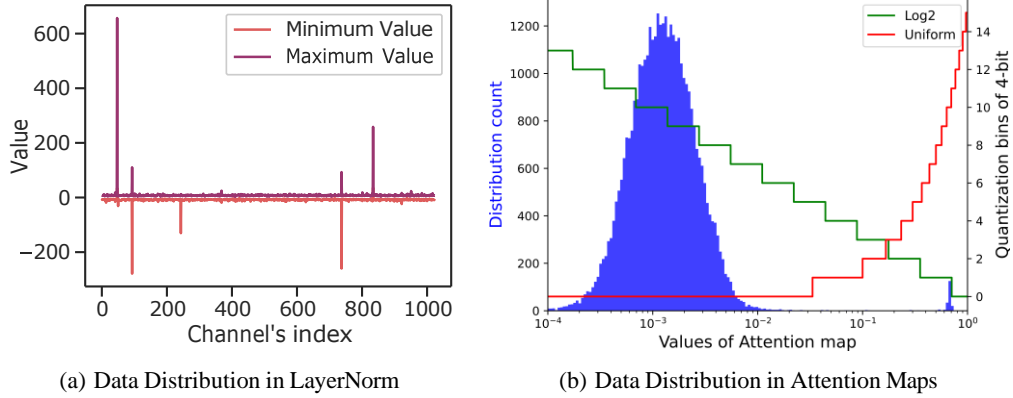 Minimum Value
Maximum Value
600
400
200
0
−200
Value
0 200 400 600 800 1000
Channel's index
(a) Data Distribution in LayerNorm
Log2
Uniform
1200
1000
800
600
400
200
0
Distribution count
14
12
10
8
6
4
2
0
Quantization bins of 4-bit
10⁻⁴ 10⁻³ 10⁻² 10⁻¹ 10⁰
Values of Attention map
(b) Data Distribution in Attention Maps